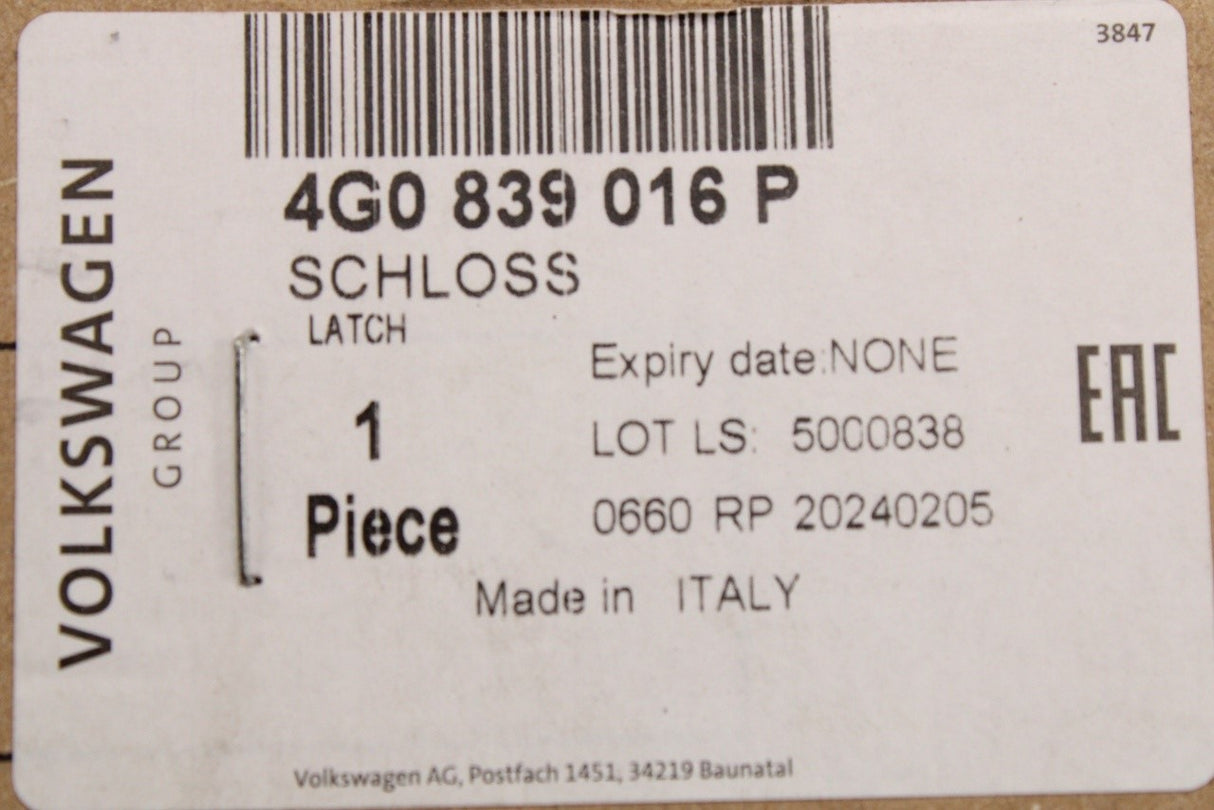 3847
4G0 839 016 P
SCHLOSS
LATCH
1
Piece
Expiry date:NONE
LOT LS: 5000838
0660 RP 20240205
Made in ITALY
EAC
VOLKSWAGEN
GROUP
Volkswagen AG, Postfach 1451, 34219 Baunatal